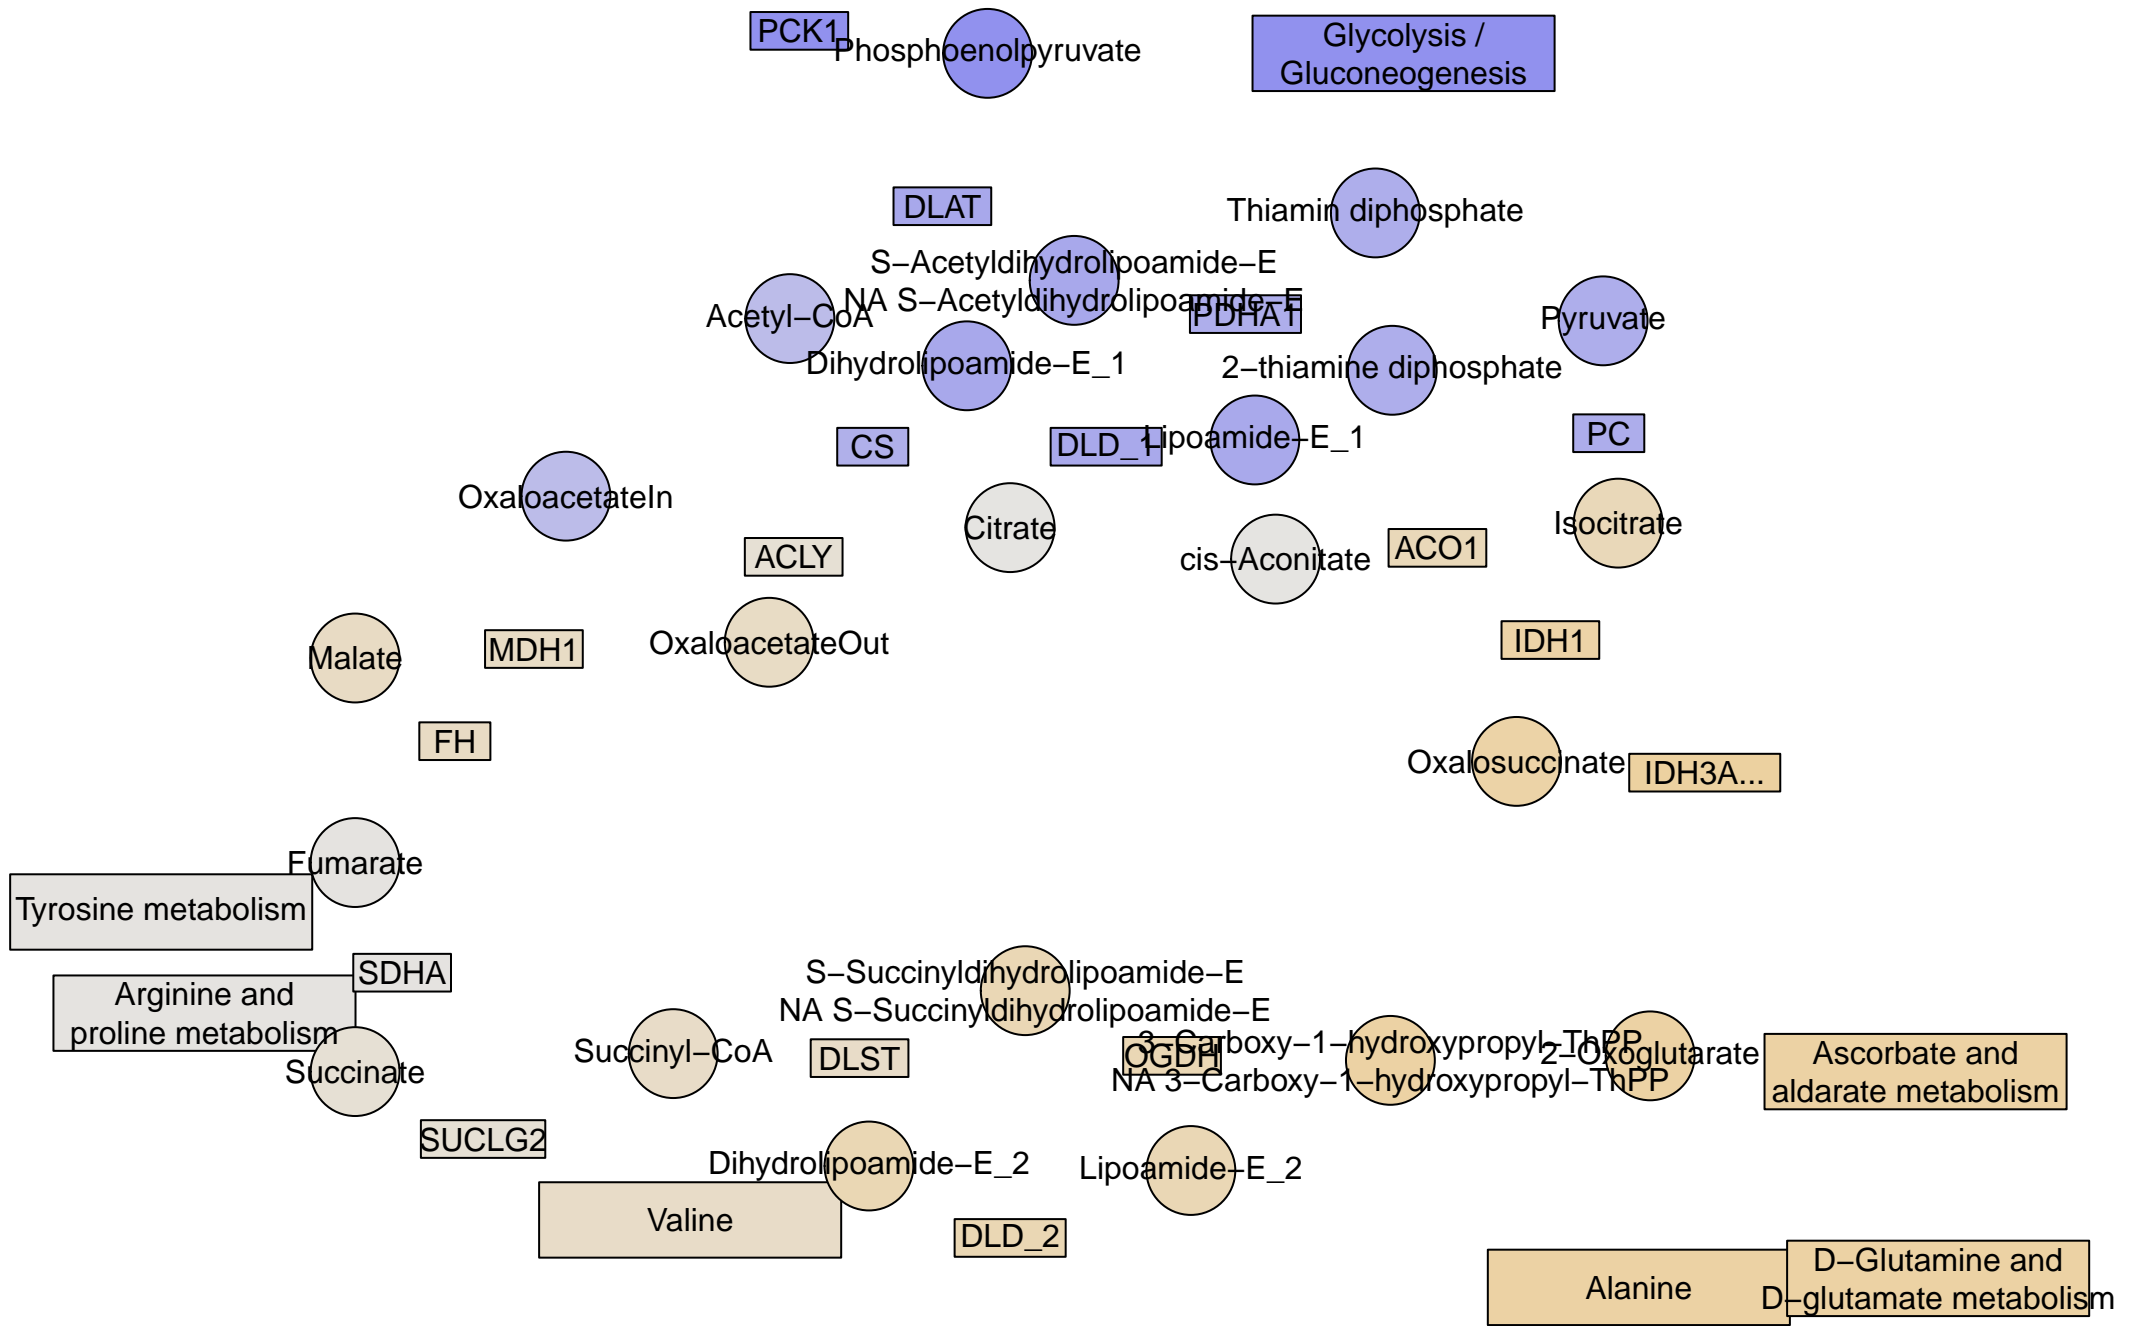 PCK1
Phosphoenolpyruvate
Glycolysis /
Gluconeogenesis
DLAT
Thiamin diphosphate
S−Acetyldihydrolipoamide−E
NA S−Acetyldihydrolipoamide−E
Acetyl−CoA
PDHA1
Pyruvate
Dihydrolipoamide−E_1
2−thiamine diphosphate
CS
DLD_1
Lipoamide−E_1
PC
OxaloacetateIn
Citrate
Isocitrate
ACLY
cis−Aconitate
ACO1
Malate
MDH1
OxaloacetateOut
IDH1
FH
Oxalosuccinate
IDH3A...
Fumarate
Tyrosine metabolism
SDHA
Arginine and
proline metabolism
S−Succinyldihydrolipoamide−E
NA S−Succinyldihydrolipoamide−E
Succinate
Succinyl−CoA
DLST
OGDH
3−Carboxy−1−hydroxypropyl−ThPP
NA 3−Carboxy−1−hydroxypropyl−ThPP
2−Oxoglutarate
Ascorbate and
aldarate metabolism
SUCLG2
Dihydrolipoamide−E_2
Lipoamide−E_2
Valine
DLD_2
Alanine
D−Glutamine and
D−glutamate metabolism